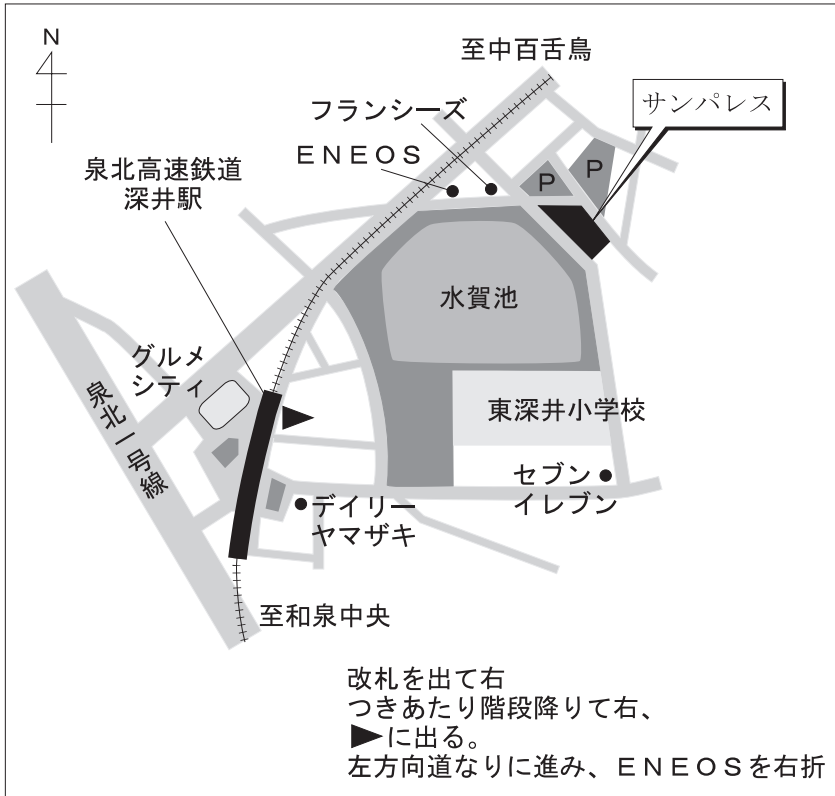 N
至中百舌鳥
サンパレス
フランシーズ
ＥＮＥＯＳ
泉北高速鉄道
深井駅
P
P
水賀池
グルメ
シティ
泉北一号線
東深井小学校
セブン
イレブン
デイリー
ヤマザキ
至和泉中央
改札を出て右
つきあたり階段降りて右、
▶に出る。
左方向道なりに進み、ＥＮＥＯＳを右折